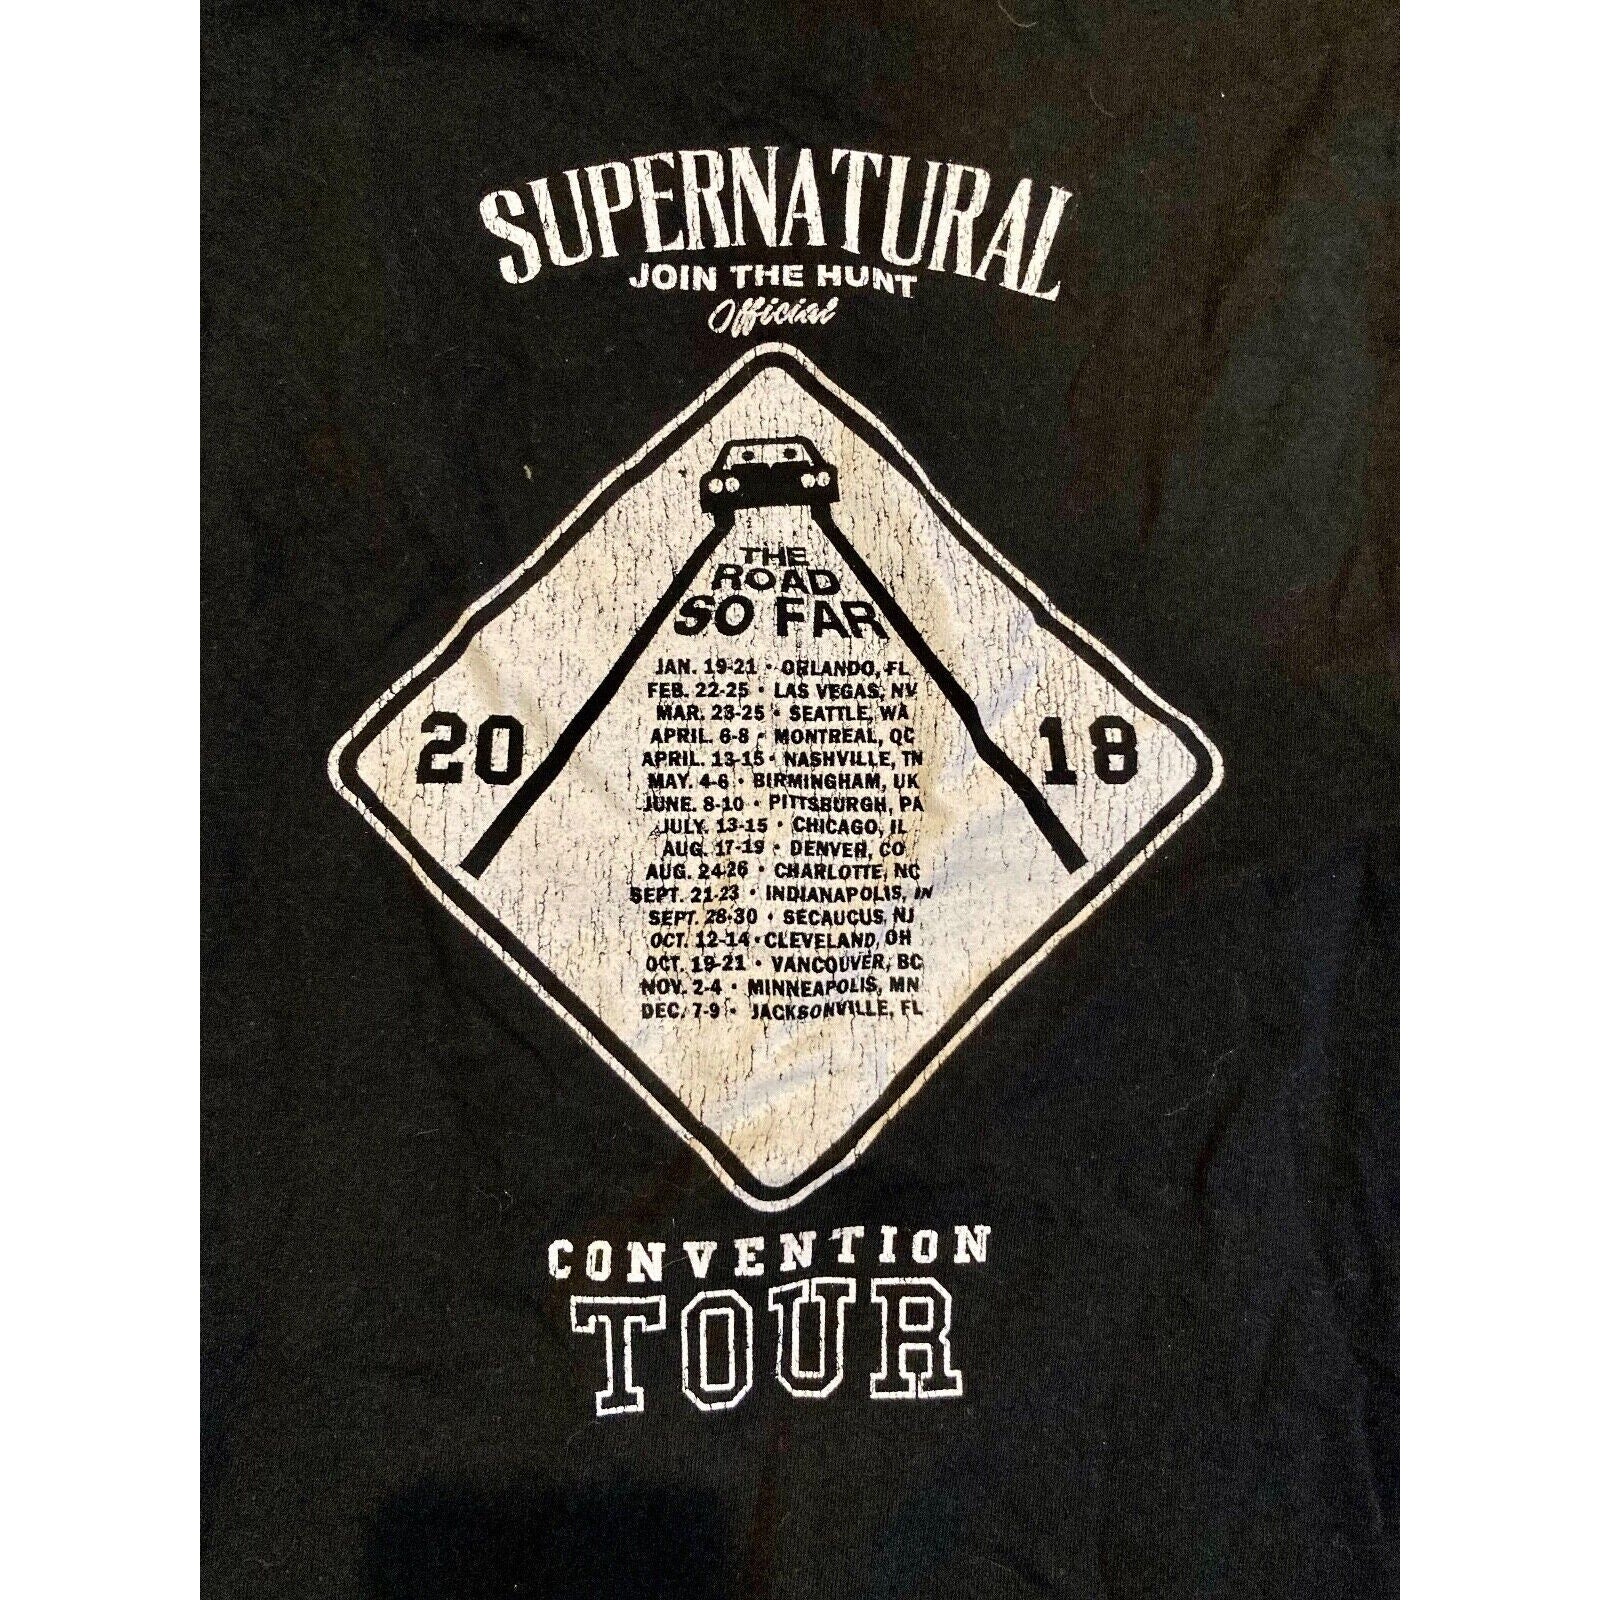 SUPERNATURAL
JOIN THE HUNT
Official
THE
ROAD
SO FAR
20 18
JAN. 19-21 • ORLANDO, FL
FEB. 22-25 • LAS VEGAS, NV
MAR. 23-25 • SEATTLE, WA
APRIL. 6-8 • MONTREAL, QC
APRIL. 13-15 • NASHVILLE, TN
MAY. 4-6 • BIRMINGHAM, UK
JUNE. 8-10 • PITTSBURGH, PA
JULY. 13-15 • CHICAGO, IL
AUG. 17-19 • DENVER, CO
AUG. 24-26 • CHARLOTTE, NC
SEPT. 21-23 • INDIANAPOLIS, IN
SEPT. 28-30 • SECAUCUS, NJ
OCT. 12-14 • CLEVELAND, OH
OCT. 19-21 • VANCOUVER, BC
NOV. 2-4 • MINNEAPOLIS, MN
DEC. 7-9 • JACKSONVILLE, FL
CONVENTION
TOUR